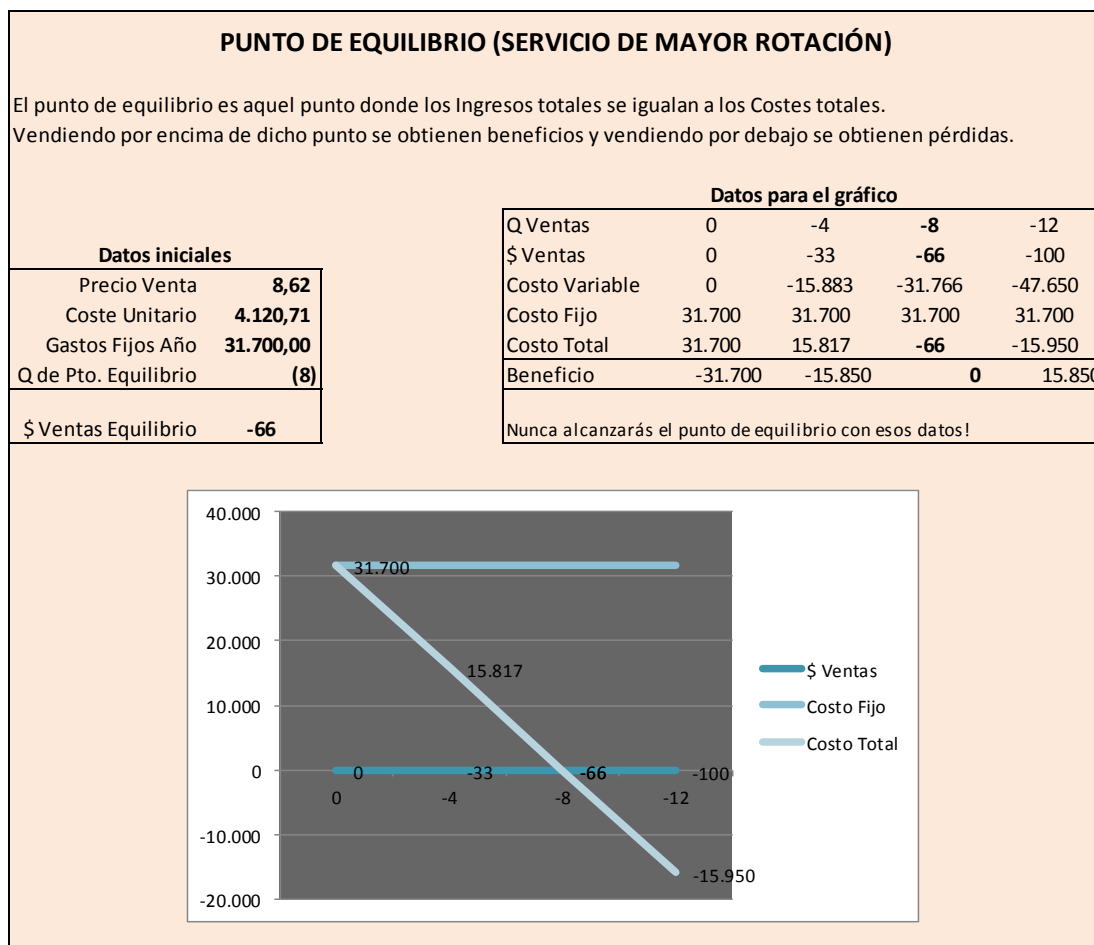 PUNTO DE EQUILIBRIO (SERVICIO DE MAYOR ROTACIÓN)
El punto de equilibrio es aquel punto donde los Ingresos totales se igualan a los Costes totales.
Vendiendo por encima de dicho punto se obtienen beneficios y vendiendo por debajo se obtienen pérdidas.
Datos iniciales
Precio Venta 8,62
Coste Unitario 4.120,71
Gastos Fijos Año 31.700,00
Q de Pto. Equilibrio (8)
$ Ventas Equilibrio -66
Datos para el gráfico
Q Ventas 0 -4 -8 -12
$ Ventas 0 -33 -66 -100
Costo Variable 0 -15.883 -31.766 -47.650
Costo Fijo 31.700 31.700 31.700 31.700
Costo Total 31.700 15.817 -66 -15.950
Beneficio -31.700 -15.850 0 15.850
Nunca alcanzarás el punto de equilibrio con esos datos!
40.000
30.000
20.000
10.000
0
-10.000
-20.000
31.700
15.817
0 -33 -66 -100
0 -4 -8 -12
-15.950
$ Ventas
Costo Fijo
Costo Total